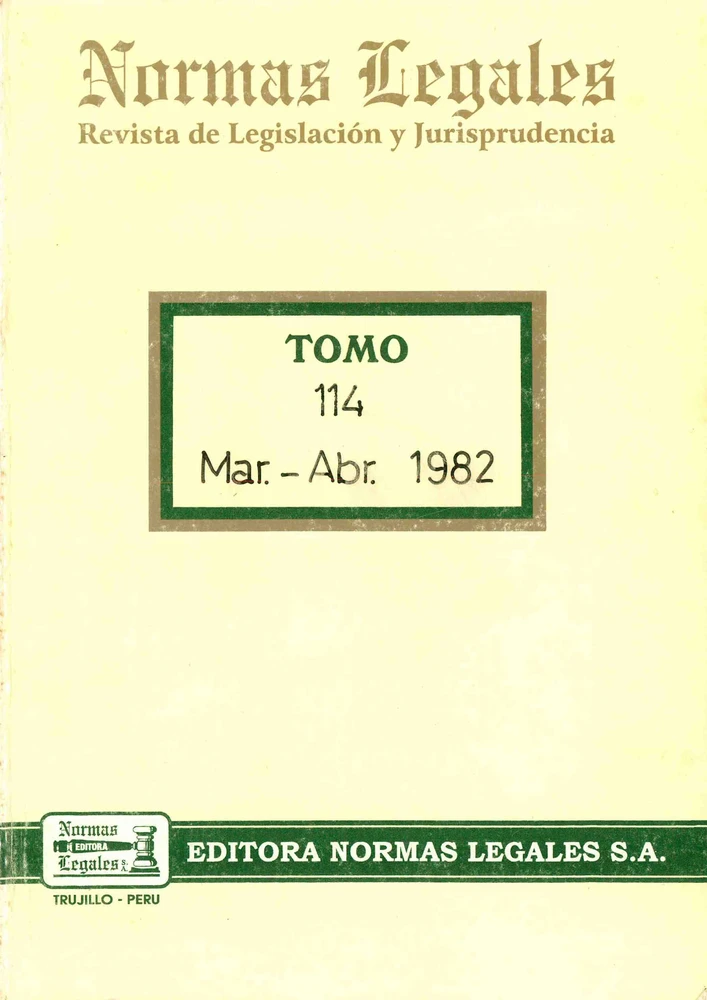 Normas Legales
Revista de Legislación y Jurisprudencia
TOMO
114
Mar. - Abr. 1982
Normas
EDITORA
Legales S.A.
EDITORA NORMAS LEGALES S.A.
TRUJILLO - PERU